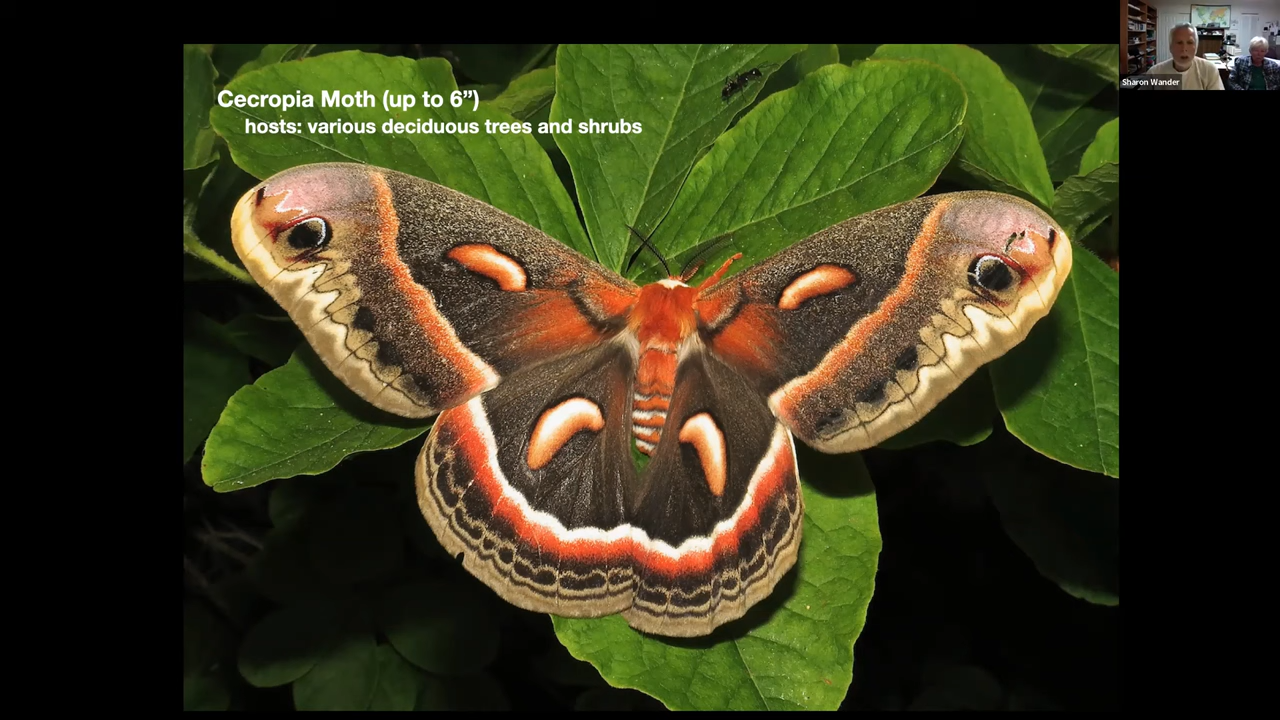 Cecropia Moth (up to 6”)
hosts: various deciduous trees and shrubs
Sharon Wander